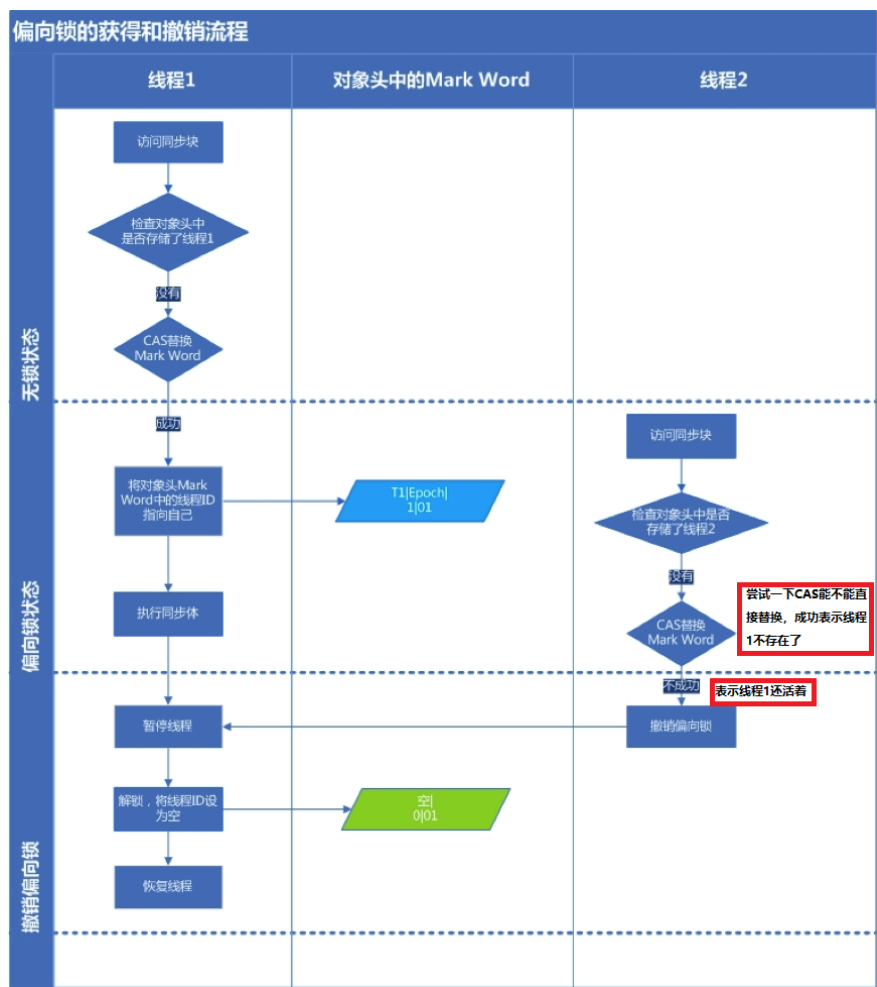 偏向锁的获得和撤销流程
线程1
对象头中的Mark Word
线程2
无锁状态
访问同步块
检查对象头中
是否存储了线程1
没有
CAS替换
Mark Word
偏向锁状态
成功
将对象头Mark
Word中的线程ID
指向自己
T1|Epoch|
1|01
执行同步体
访问同步块
检查对象头中是否
存储了线程2
没有
CAS替换
Mark Word
尝试一下CAS能不能直
接替换，成功表示线程
1不存在了
撤销偏向锁
不成功
表示线程1还活着
暂停线程
撤销偏向锁
解锁，将线程ID设
为空
空|
0|01
恢复线程